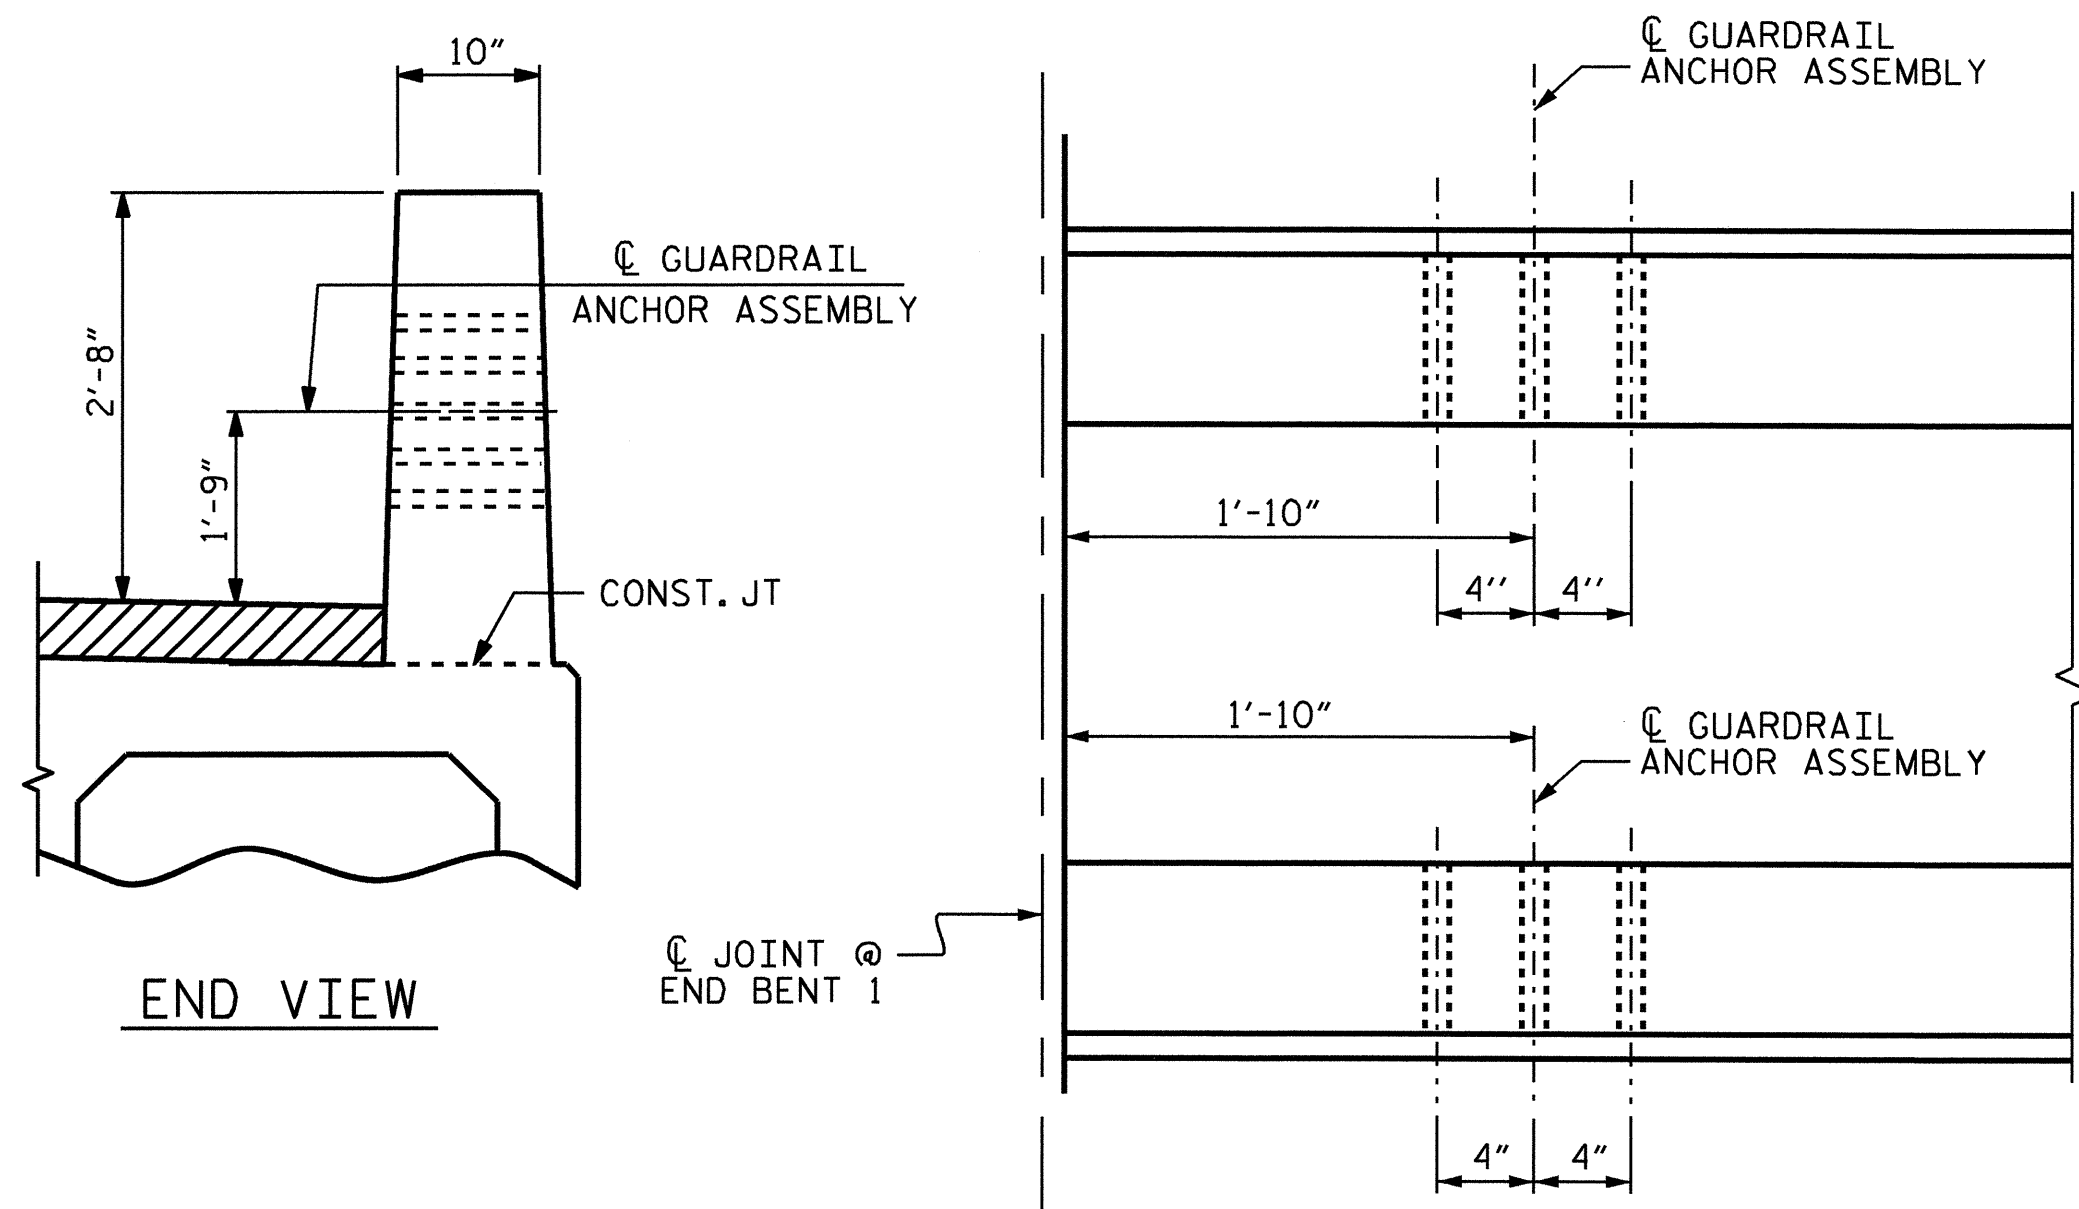 10"
℄ GUARDRAIL
ANCHOR ASSEMBLY
2'-8"
1'-9"
CONST. JT
END VIEW
℄ GUARDRAIL
ANCHOR ASSEMBLY
1'-10"
4'' 4''
1'-10"
℄ GUARDRAIL
ANCHOR ASSEMBLY
℄ JOINT @
END BENT 1
4" 4"